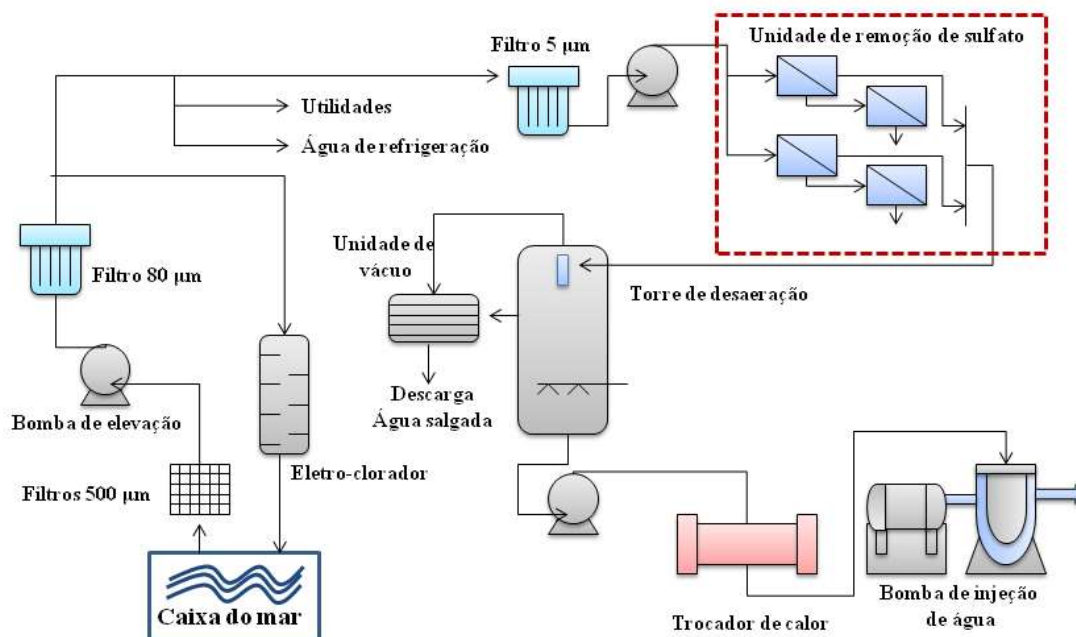 Filtro 5 µm
Unidade de remoção de sulfato
Utilidades
Água de refrigeração
Filtro 80 µm
Unidade de
vácuo
Torre de desaeração
Bomba de elevação
Descarga
Água salgada
Eletro-clorador
Filtros 500 µm
Caixa do mar
Trocador de calor
Bomba de injeção
de água